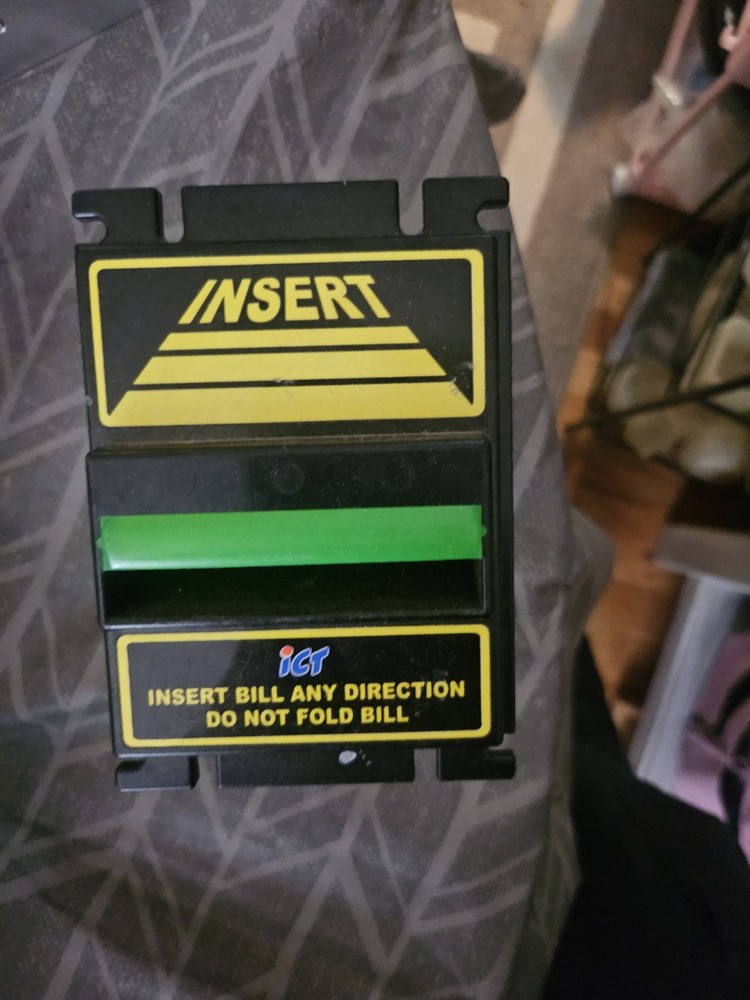 INSERT
iCT
INSERT BILL ANY DIRECTION
DO NOT FOLD BILL